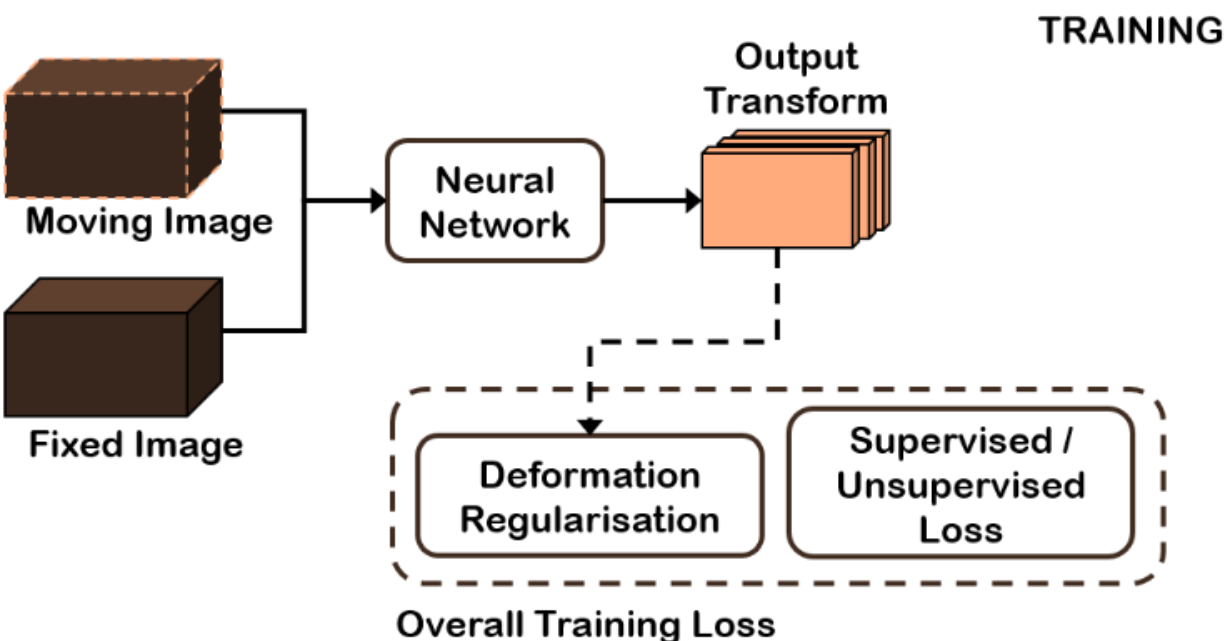 TRAINING
Output
Transform
Moving Image
Neural
Network
Fixed Image
Deformation
Regularisation
Supervised /
Unsupervised
Loss
Overall Training Loss